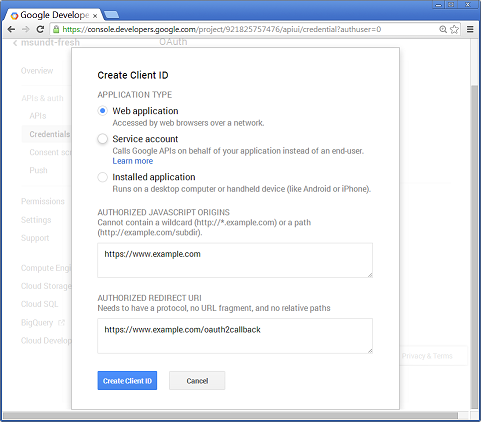 Google Develope
https://console.developers.google.com/project/921825757476/apiui/credential?authuser=0
msundt-fresh
OAuth
Overview
APIs & auth
APIs
Credentials
Consent scr
Push
Permissions
Settings
Support
Compute Engi
Cloud Storage
Cloud SQL
BigQuery
Cloud Develop
Create Client ID
APPLICATION TYPE
Web application
Accessed by web browsers over a network.
Service account
Calls Google APIs on behalf of your application instead of an end-user.
Learn more
Installed application
Runs on a desktop computer or handheld device (like Android or iPhone).
AUTHORIZED JAVASCRIPT ORIGINS
Cannot contain a wildcard (http://*.example.com) or a path
(http://example.com/subdir).
https://www.example.com
AUTHORIZED REDIRECT URI
Needs to have a protocol, no URL fragment, and no relative paths
https://www.example.com/oauth2callback
Create Client ID
Cancel
Privacy & Terms